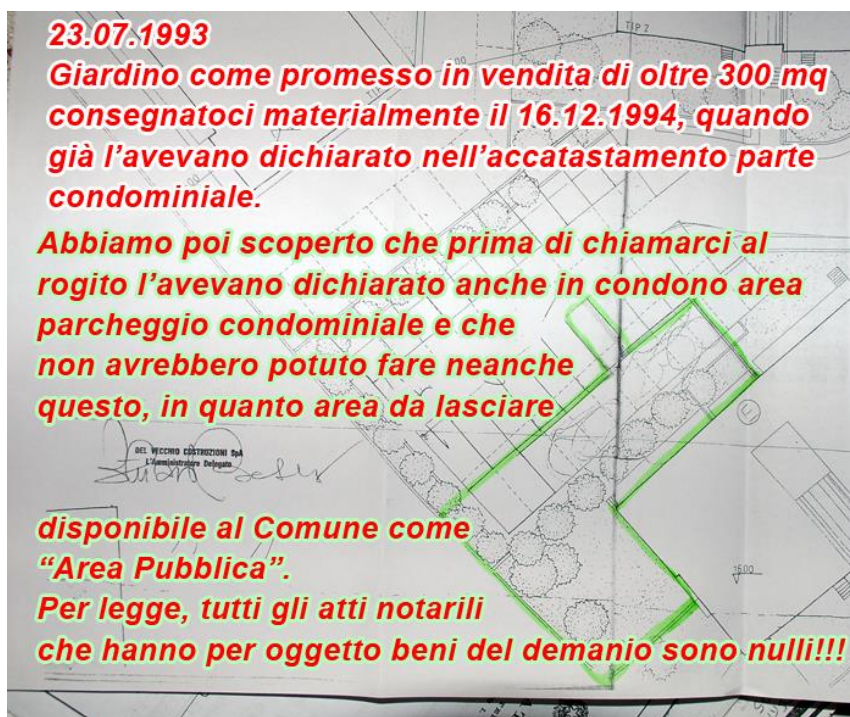 TIP 2
23.07.1993
Giardino come promesso in vendita di oltre 300 mq
consegnatoci materialmente il 16.12.1994, quando
già l’avevano dichiarato nell’accatastamento parte
condominiale.
Abbiamo poi scoperto che prima di chiamarci al
rogito l’avevano dichiarato anche in condono area
parcheggio condominiale e che
non avrebbero potuto fare neanche
questo, in quanto area da lasciare
E
DEL VECCHIO COSTRUZIONI SpA
L'Amministratore Delegato
disponibile al Comune come
“Area Pubblica”.
Per legge, tutti gli atti notarili
che hanno per oggetto beni del demanio sono nulli!!!